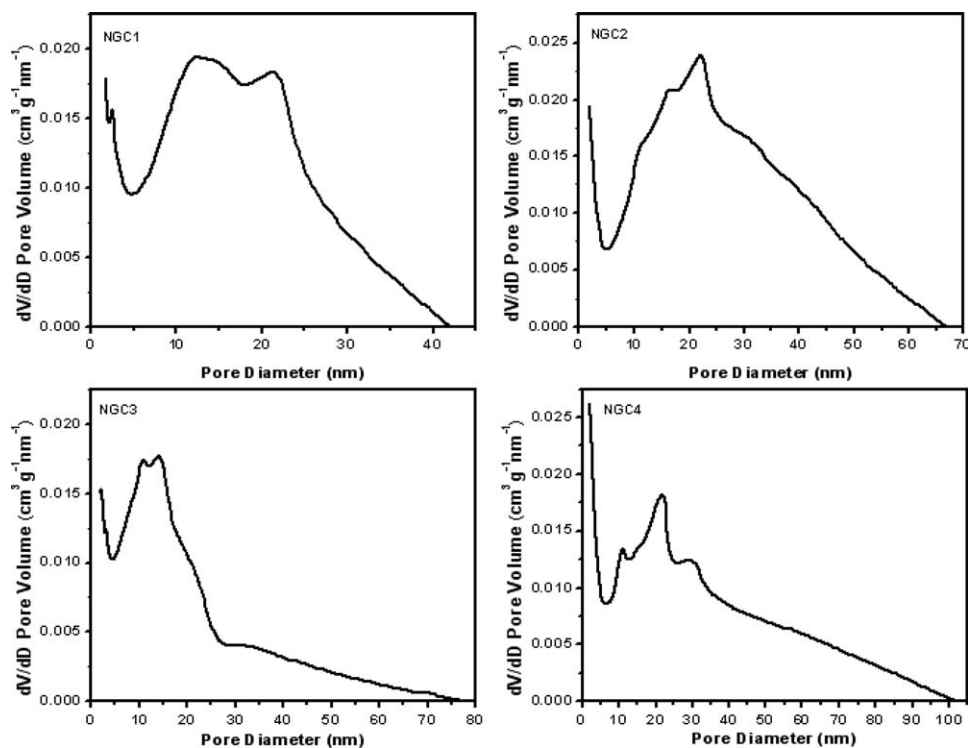 NGC1
dV/dD Pore Volume (cm³g⁻¹nm⁻¹)
0.020
0.015
0.010
0.005
0.000
0 10 20 30 40
Pore Diameter (nm)
NGC2
dV/dD Pore Volume (cm³g⁻¹nm⁻¹)
0.025
0.020
0.015
0.010
0.005
0.000
0 10 20 30 40 50 60 70
Pore Diameter (nm)
NGC3
dV/dD Pore Volume (cm³g⁻¹nm⁻¹)
0.020
0.015
0.010
0.005
0.000
0 10 20 30 40 50 60 70 80
Pore Diameter (nm)
NGC4
dV/dD Pore Volume (cm³g⁻¹nm⁻¹)
0.025
0.020
0.015
0.010
0.005
0.000
0 10 20 30 40 50 60 70 80 90 100
Pore Diameter (nm)